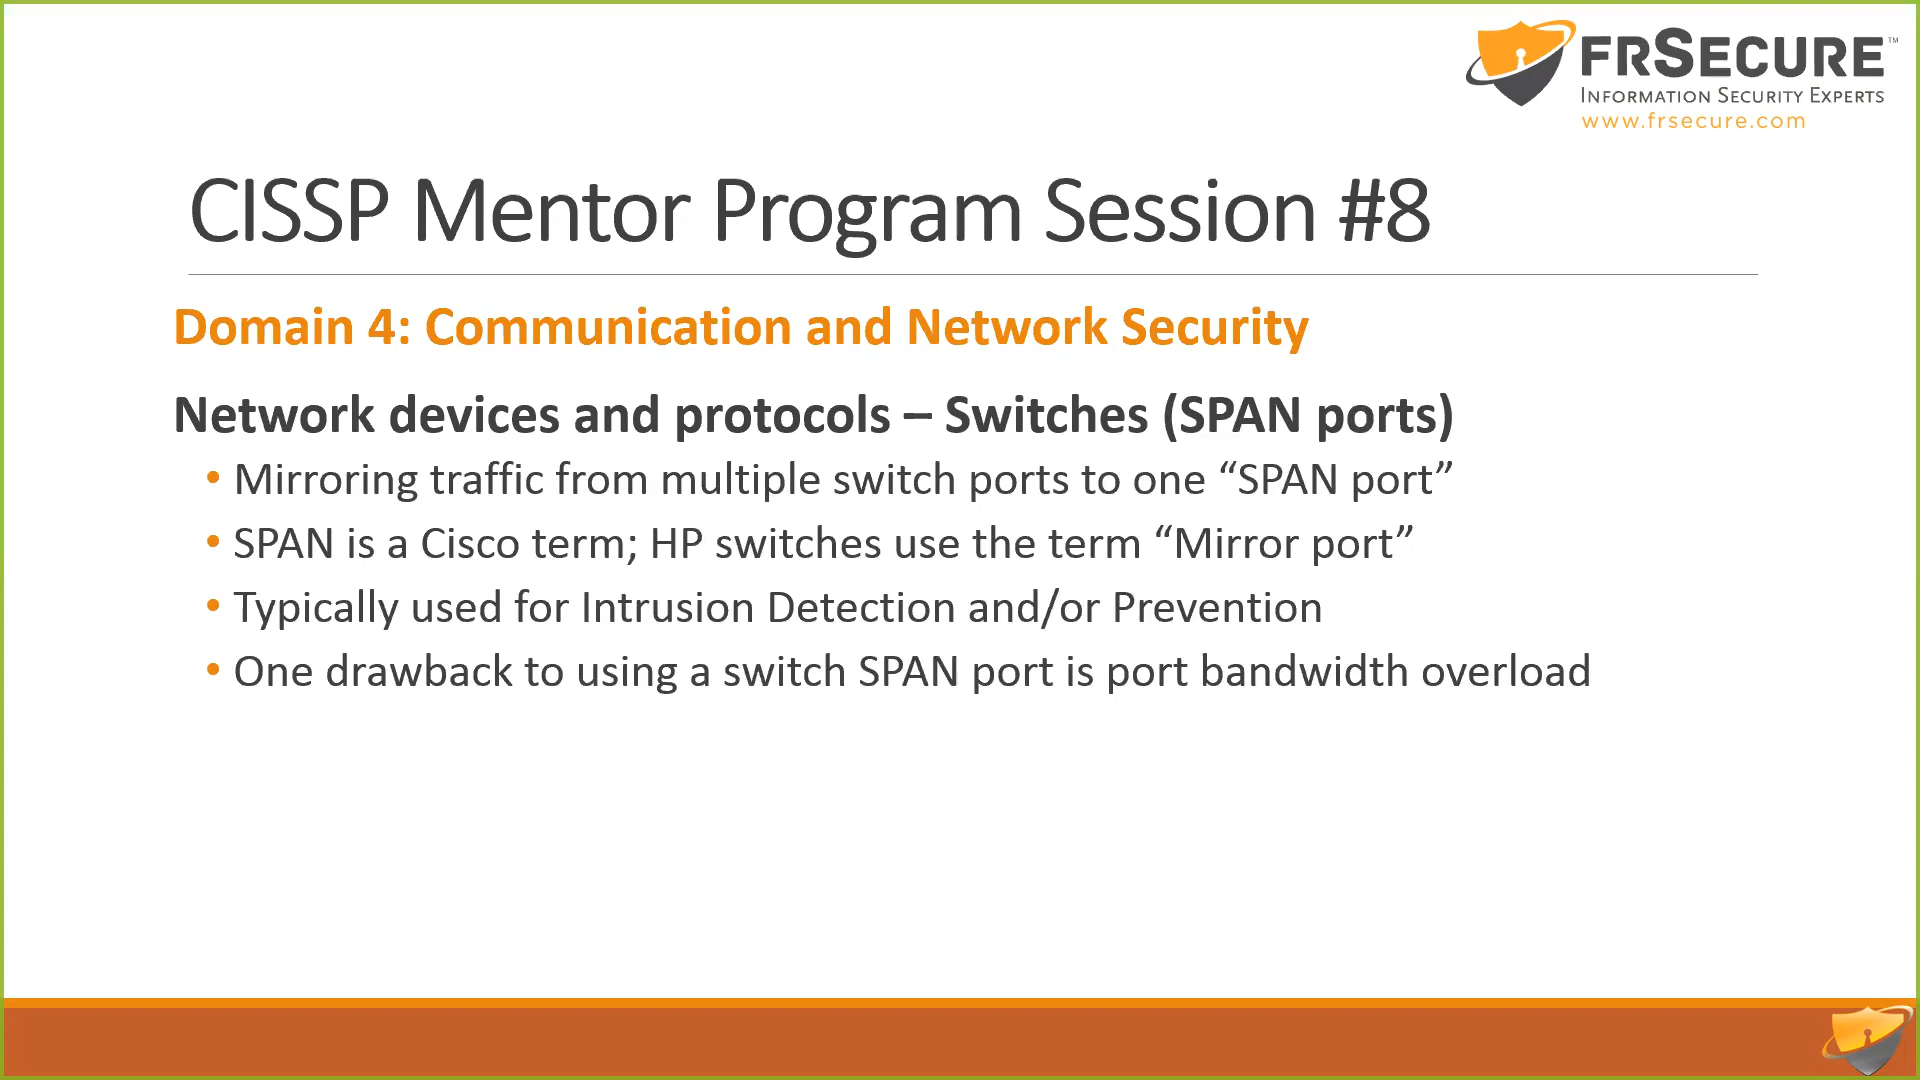 FRSECURE™
INFORMATION SECURITY EXPERTS
www.frsecure.com
CISSP Mentor Program Session #8
Domain 4: Communication and Network Security
Network devices and protocols – Switches (SPAN ports)
• Mirroring traffic from multiple switch ports to one “SPAN port”
• SPAN is a Cisco term; HP switches use the term “Mirror port”
• Typically used for Intrusion Detection and/or Prevention
• One drawback to using a switch SPAN port is port bandwidth overload